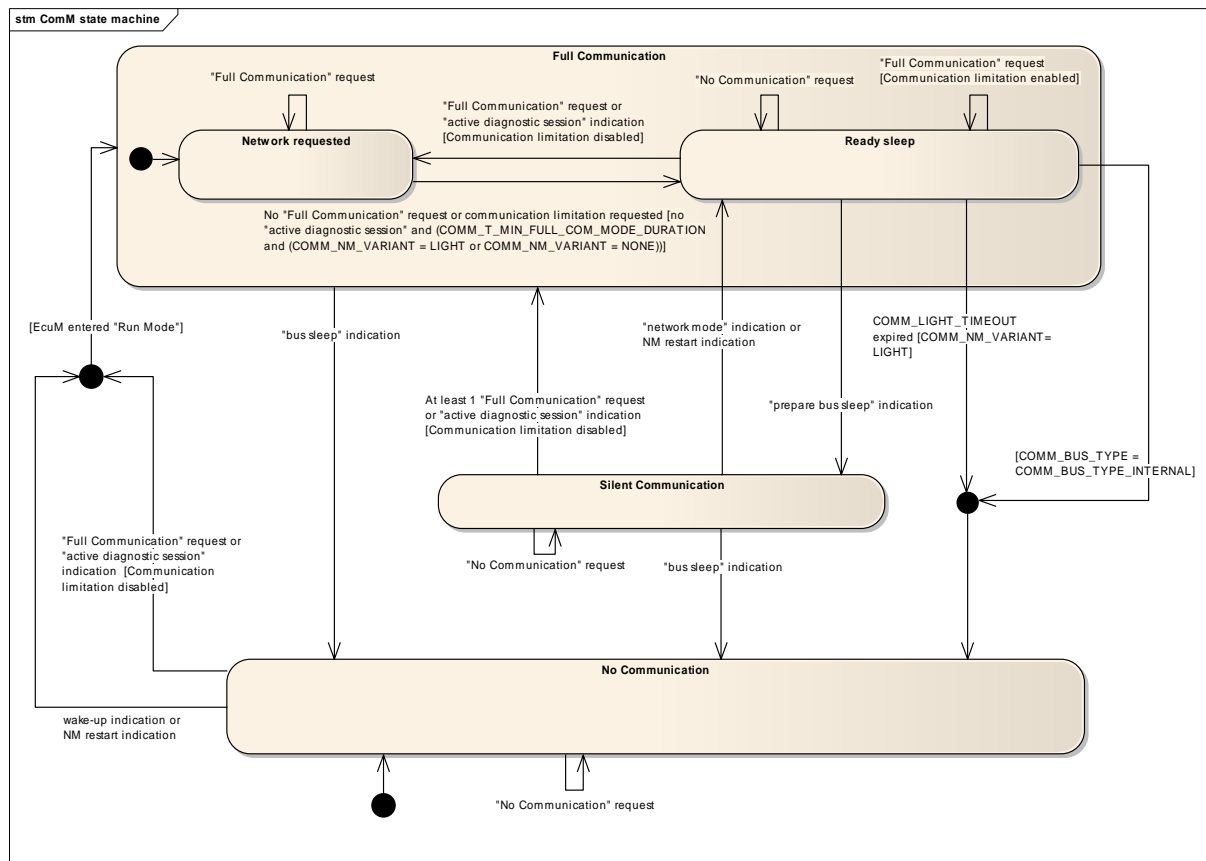 stm ComM state machine
Full Communication
"Full Communication" request
"No Communication" request
"Full Communication" request
[Communication limitation enabled]
"Full Communication" request or
"active diagnostic session" indication
[Communication limitation disabled]
Network requested
Ready sleep
No "Full Communication" request or communication limitation requested [no
"active diagnostic session" and (COMM_T_MIN_FULL_COM_MODE_DURATION
and (COMM_NM_VARIANT = LIGHT or COMM_NM_VARIANT = NONE))]
[EcuM entered "Run Mode"]
"bus sleep" indication
"network mode" indication or
NM restart indication
COMM_LIGHT_TIMEOUT
expired [COMM_NM_VARIANT=
LIGHT]
At least 1 "Full Communication" request
or "active diagnostic session" indication
[Communication limitation disabled]
"prepare bus sleep" indication
[COMM_BUS_TYPE =
COMM_BUS_TYPE_INTERNAL]
Silent Communication
"Full Communication" request or
"active diagnostic session"
indication [Communication
limitation disabled]
"No Communication" request
"bus sleep" indication
No Communication
wake-up indication or
NM restart indication
"No Communication" request